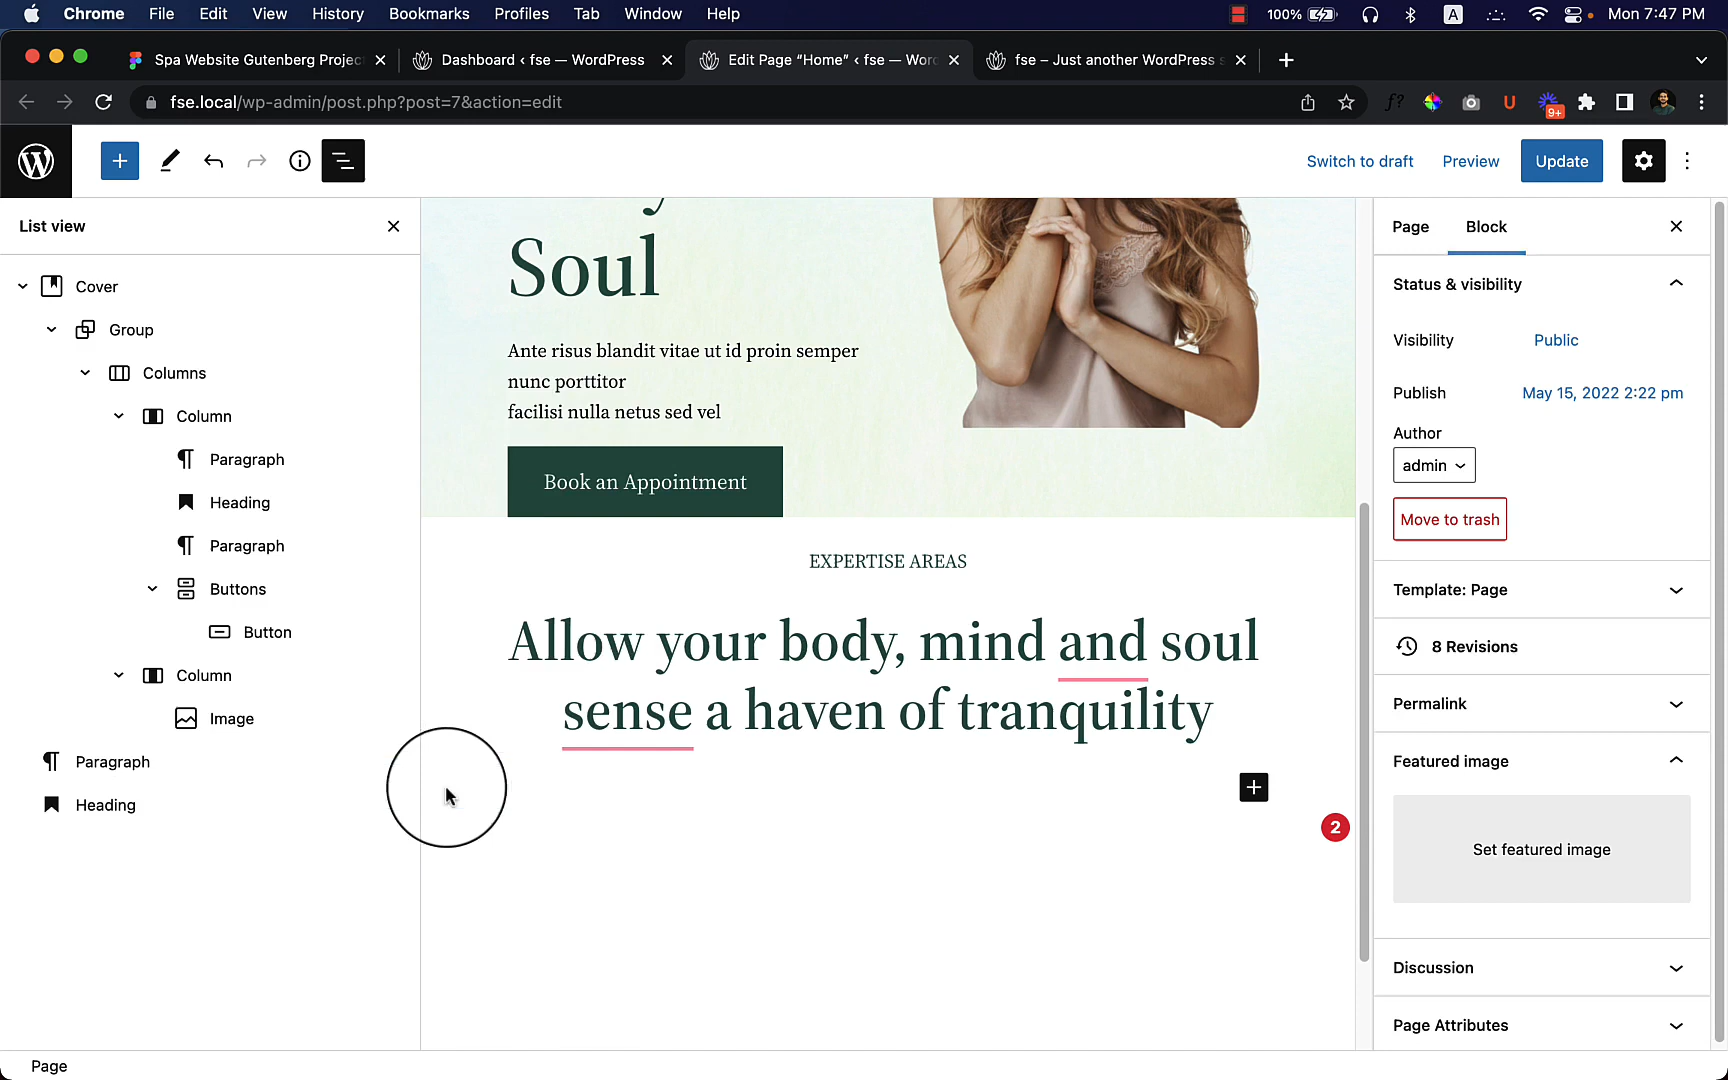 Chrome File Edit View History Bookmarks Profiles Tab Window Help 100% A Mon 7:47 PM
Spa Website Gutenberg Projec
Dashboard ‹ fse — WordPress
Edit Page “Home” ‹ fse — Wor
fse – Just another WordPress s
fse.local/wp-admin/post.php?post=7&action=edit
f? U 9+
Switch to draft Preview Update
List view
Cover
Group
Columns
Column
Paragraph
Heading
Paragraph
Buttons
Button
Column
Image
Paragraph
Heading
Soul
Ante risus blandit vitae ut id proin semper
nunc porttitor
facilisi nulla netus sed vel
Book an Appointment
EXPERTISE AREAS
Allow your body, mind and soul
sense a haven of tranquility
2
Page Block
Status & visibility
Visibility Public
Publish May 15, 2022 2:22 pm
Author
admin
Move to trash
Template: Page
8 Revisions
Permalink
Featured image
Set featured image
Discussion
Page Attributes
Page